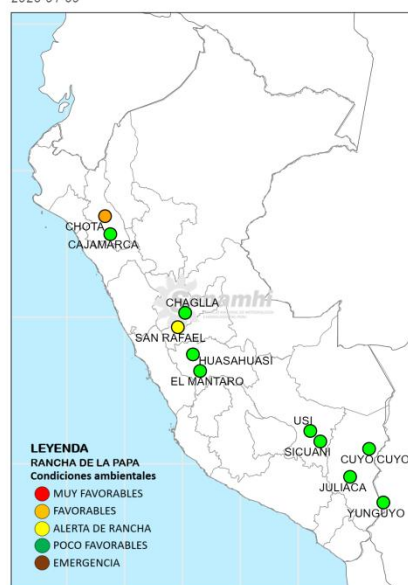 CHOTA
CAJAMARCA
CHAGLLA
Senamhi
SAN RAFAEL
HUASAHUASI
EL MANTARO
USI
SICUANI
CUYO CUYO
JULIACA
YUNGUYO
LEYENDA
RANCHA DE LA PAPA
Condiciones ambientales
MUY FAVORABLES
FAVORABLES
ALERTA DE RANCHA
POCO FAVORABLES
EMERGENCIA